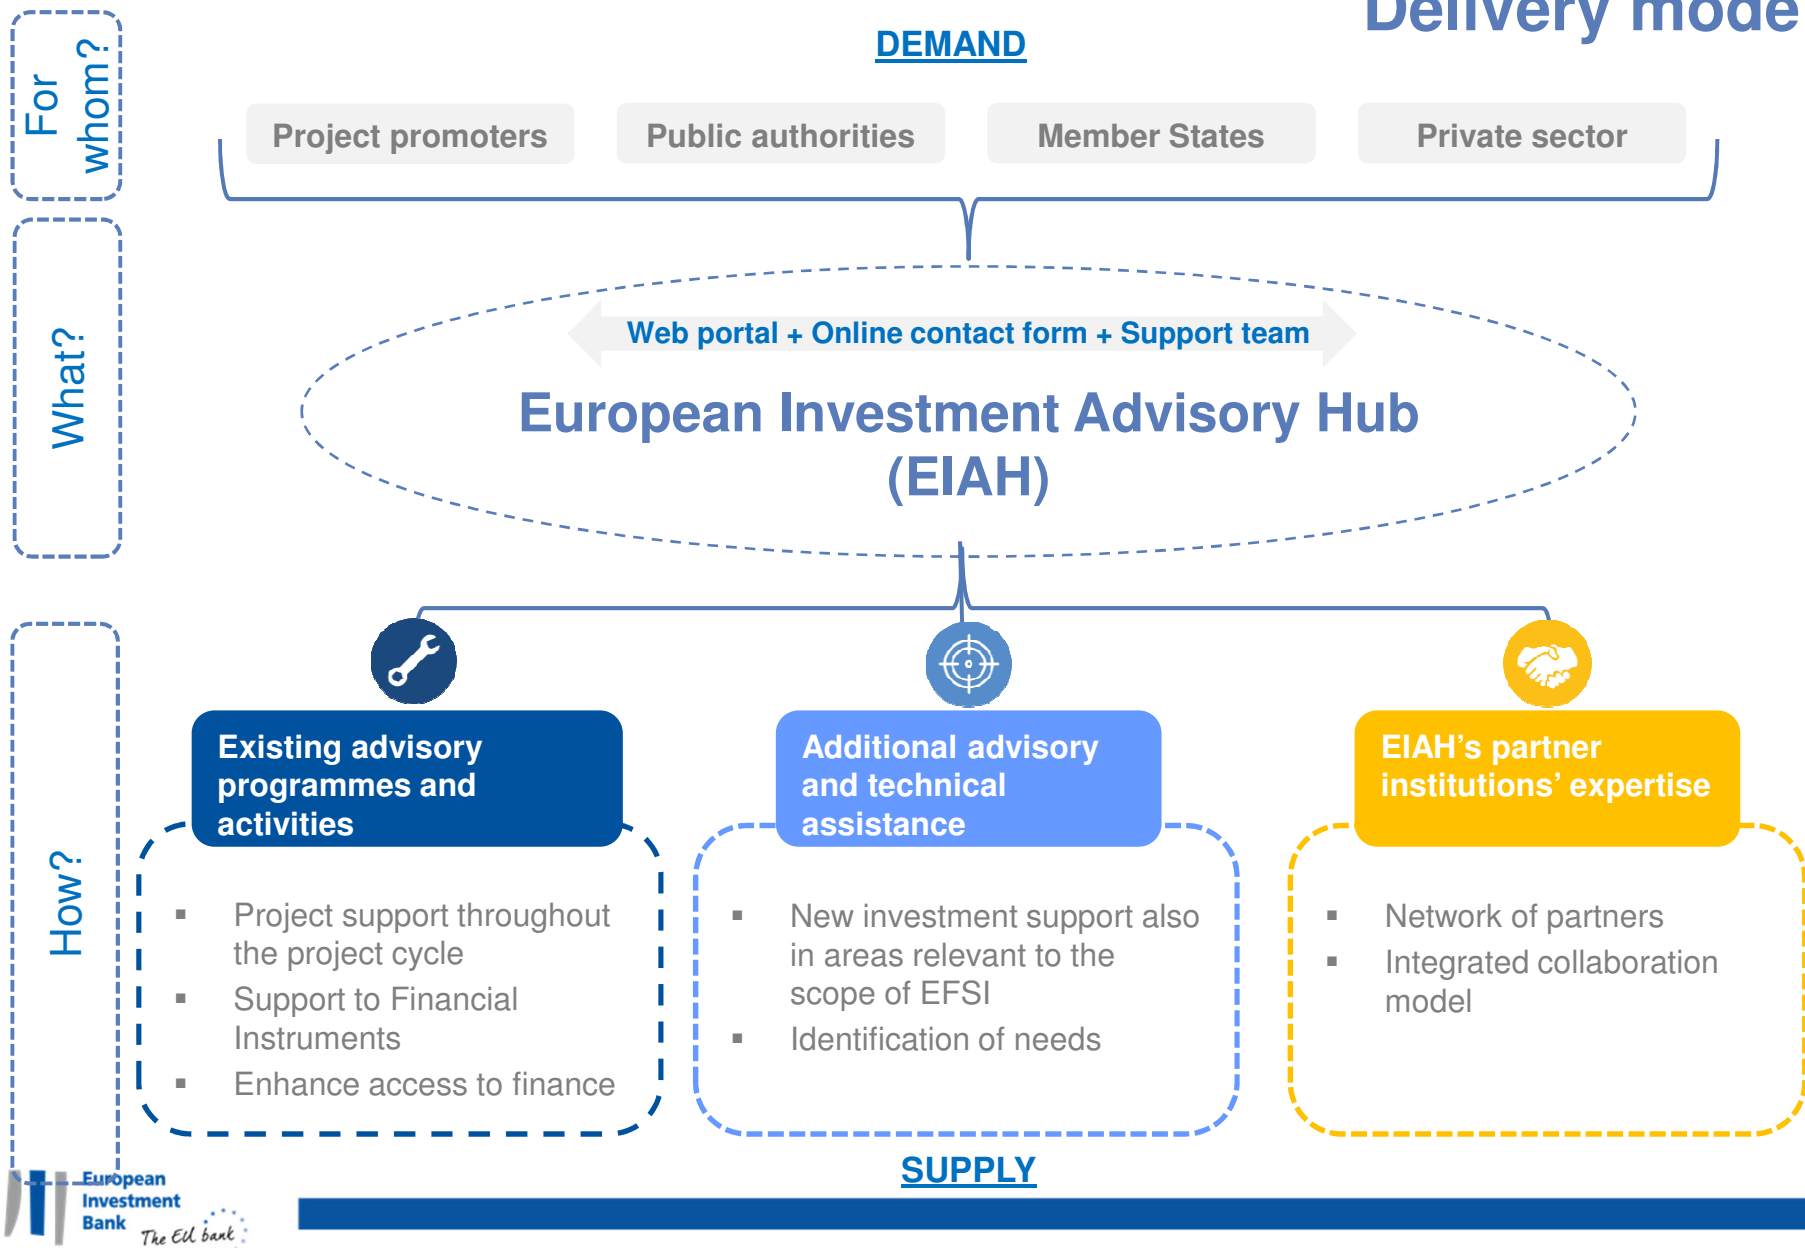 Delivery mode
DEMAND
For
whom?
Project promoters
Public authorities
Member States
Private sector
What?
Web portal + Online contact form + Support team
European Investment Advisory Hub
(EIAH)
How?
Existing advisory
programmes and
activities
▪ Project support throughout
the project cycle
▪ Support to Financial
Instruments
▪ Enhance access to finance
Additional advisory
and technical
assistance
▪ New investment support also
in areas relevant to the
scope of EFSI
▪ Identification of needs
EIAH's partner
institutions' expertise
▪ Network of partners
▪ Integrated collaboration
model
SUPPLY
European
Investment
Bank
The EU bank